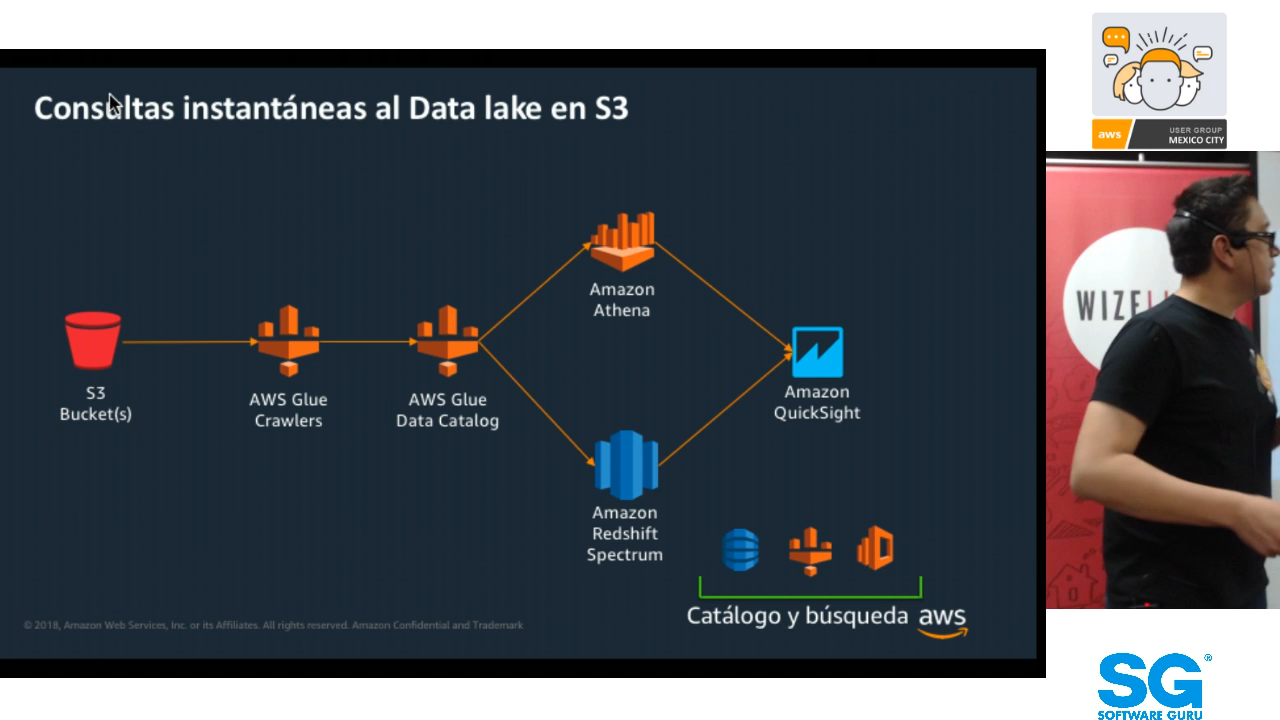 Consultas instantáneas al Data lake en S3
Amazon
Athena
S3
Bucket(s)
AWS Glue
Crawlers
AWS Glue
Data Catalog
Amazon
QuickSight
Amazon
Redshift
Spectrum
Catálogo y búsqueda aws
© 2018, Amazon Web Services, Inc. or its Affiliates. All rights reserved. Amazon Confidential and Trademark
aws
USER GROUP
MEXICO CITY
SG®
SOFTWARE GURU